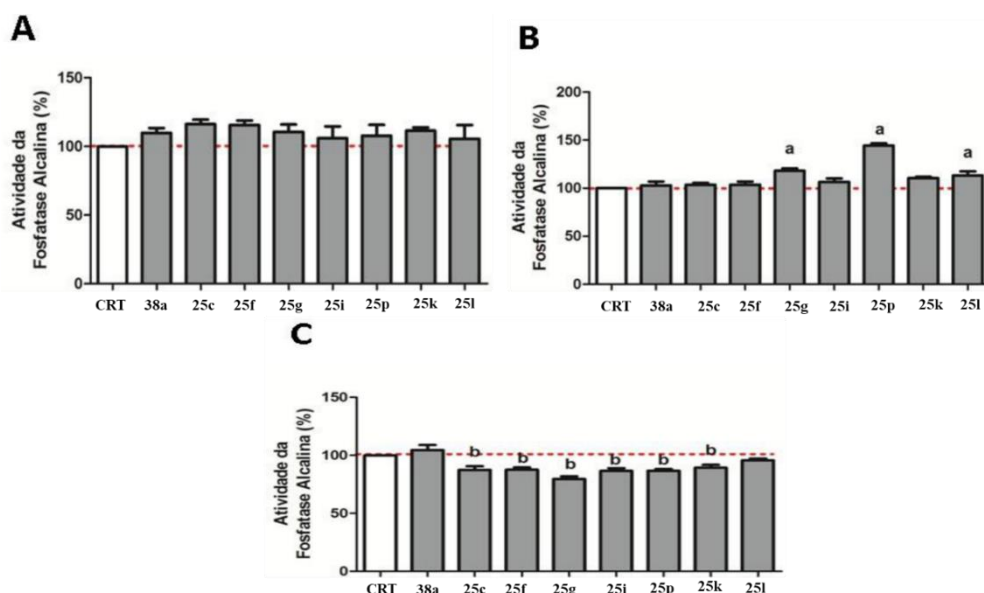 A
Atividade da
Fosfatase Alcalina (%)
150
100
50
0
CRT 38a 25c 25f 25g 25i 25p 25k 25l
B
Atividade da
Fosfatase Alcalina (%)
200
150
100
50
0
a a a
CRT 38a 25c 25f 25g 25i 25p 25k 25l
C
Atividade da
Fosfatase Alcalina (%)
150
100
50
0
b b b b b b
CRT 38a 25c 25f 25g 25i 25p 25k 25l